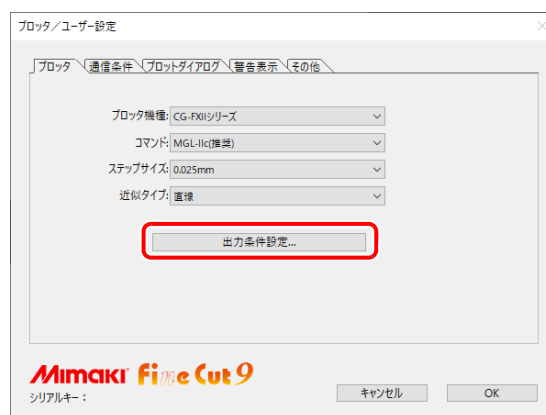 プロッタ／ユーザー設定
プロッタ 通信条件 プロットダイアログ 警告表示 その他
プロッタ機種: CG-FXIIシリーズ
コマンド: MGL-IIc(推奨)
ステップサイズ: 0.025mm
近似タイプ: 直線
出力条件設定...
Mimaki Fine Cut 9
シリアルキー：
キャンセル OK